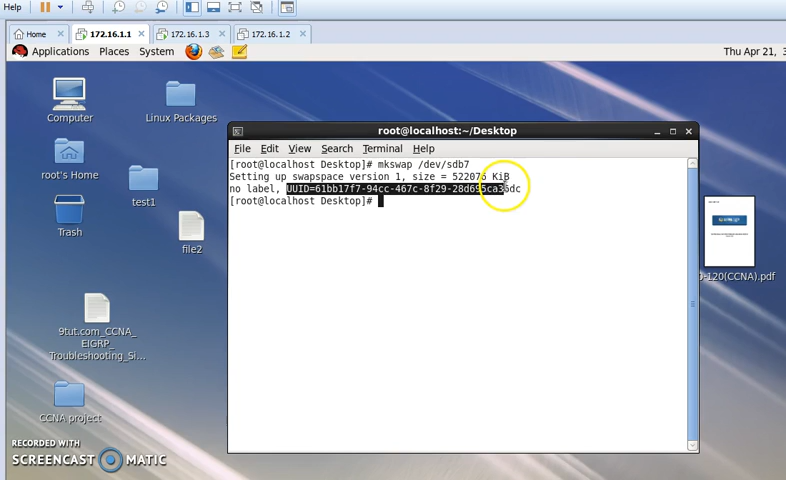 Help
Home
172.16.1.1
172.16.1.3
172.16.1.2
Applications Places System
Thu Apr 21, 3
Computer
Linux Packages
root's Home
test1
Trash
file2
9tut.com_CCNA_
EIGRP_
Troubleshooting_Si...
CCNA project
-120(CCNA).pdf
root@localhost:~/Desktop
File Edit View Search Terminal Help
[root@localhost Desktop]# mkswap /dev/sdb7
Setting up swapspace version 1, size = 522076 KiB
no label, UUID=61bb17f7-94cc-467c-8f29-28d695ca36dc
[root@localhost Desktop]#
RECORDED WITH
SCREENCAST MATIC